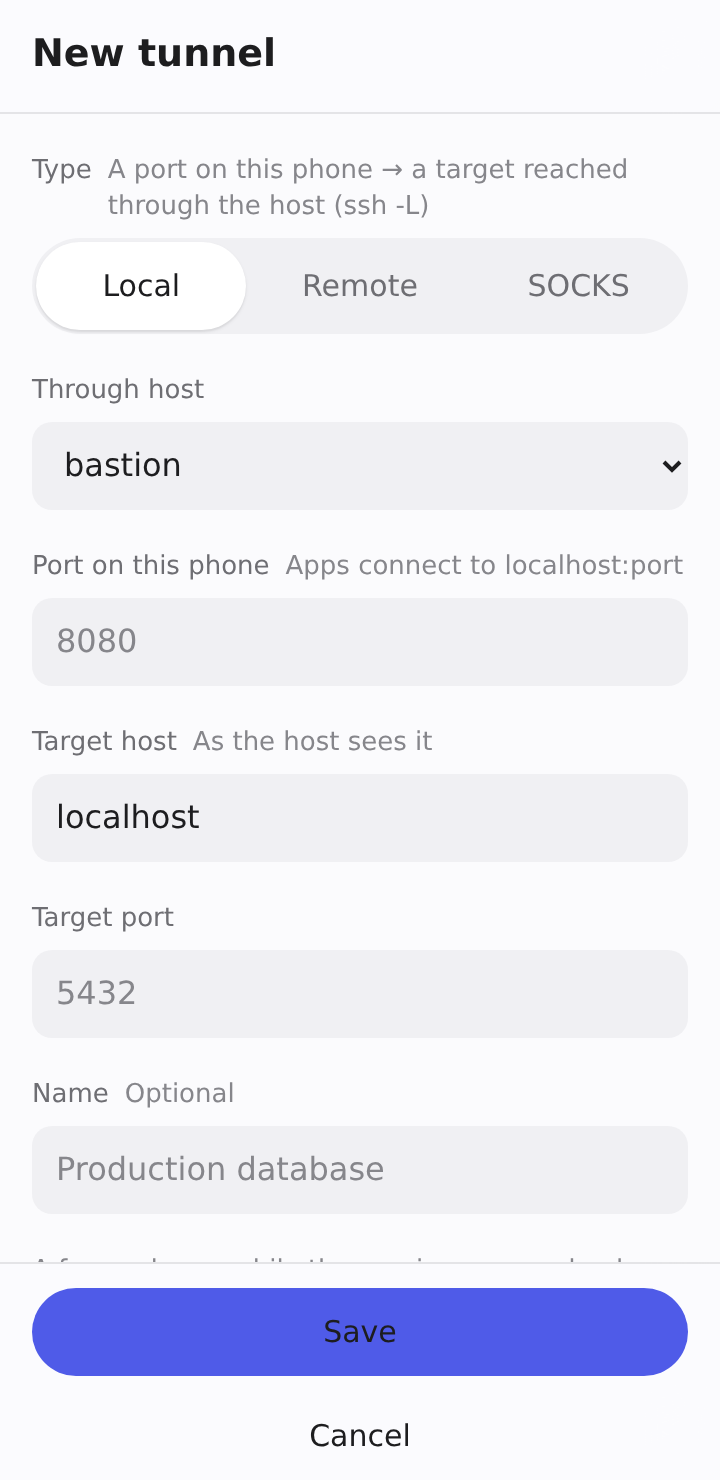 New tunnel
Type A port on this phone → a target reached
through the host (ssh -L)
Local Remote SOCKS
Through host
bastion
Port on this phone Apps connect to localhost:port
8080
Target host As the host sees it
localhost
Target port
5432
Name Optional
Production database
Save
Cancel